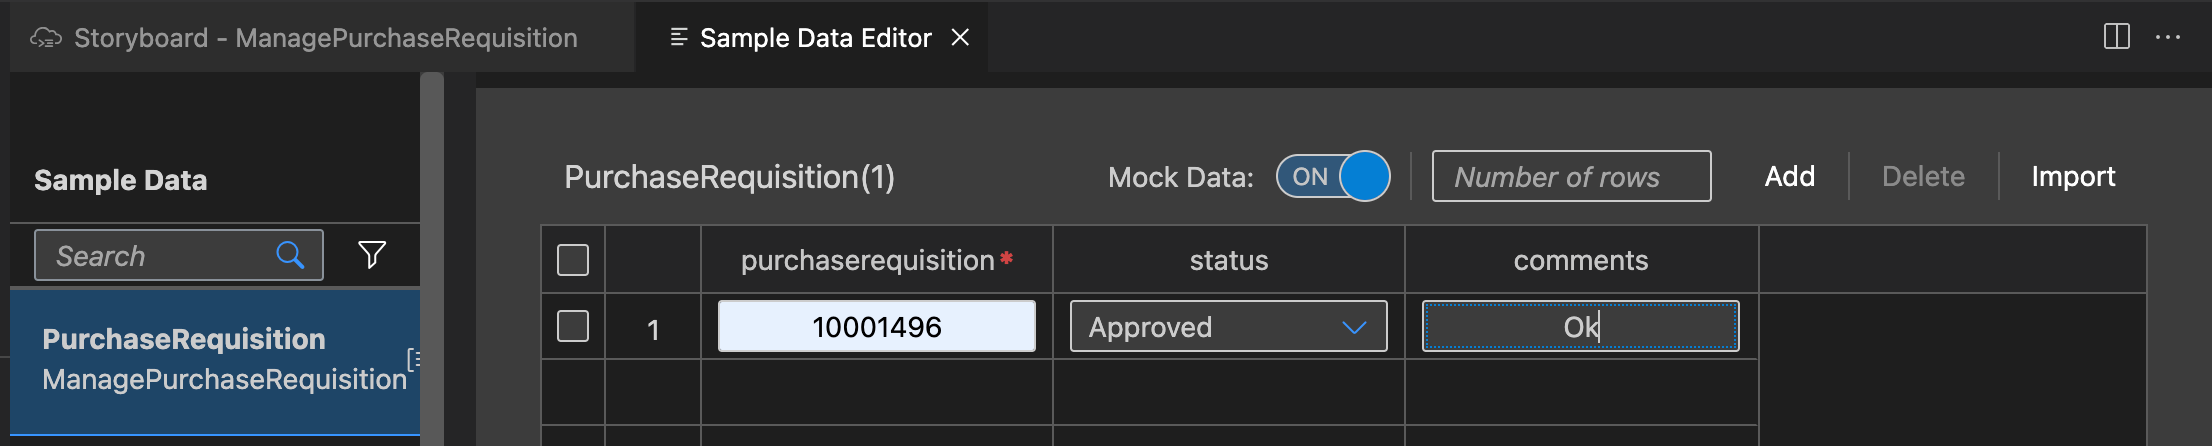 Storyboard - ManagePurchaseRequisition
Sample Data Editor
Sample Data
Search
PurchaseRequisition
ManagePurchaseRequisition
PurchaseRequisition(1)
Mock Data: ON Number of rows Add Delete Import
purchaserequisition* status comments
1 10001496 Approved Ok